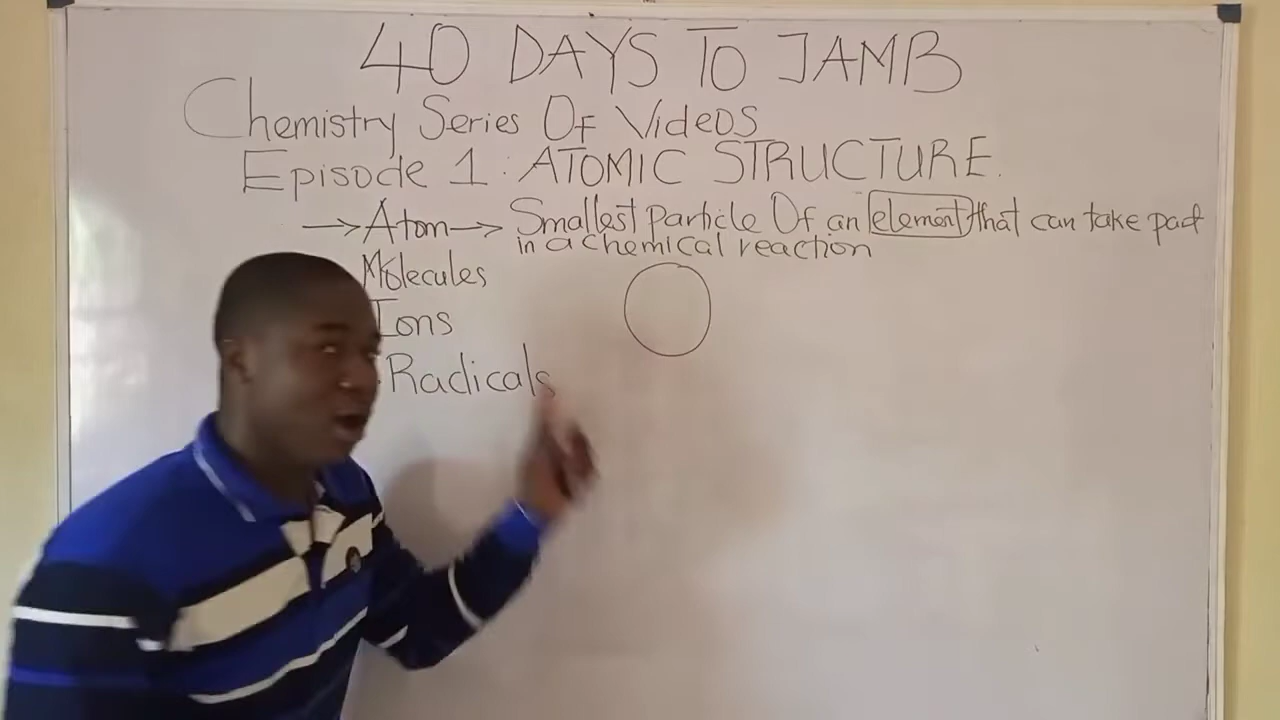 40 DAYS TO JAMB
Chemistry Series Of Videos
Episode 1: ATOMIC STRUCTURE.
→Atom→ Smallest particle Of an element that can take part
in a chemical reaction
Molecules
Ions
Radicals